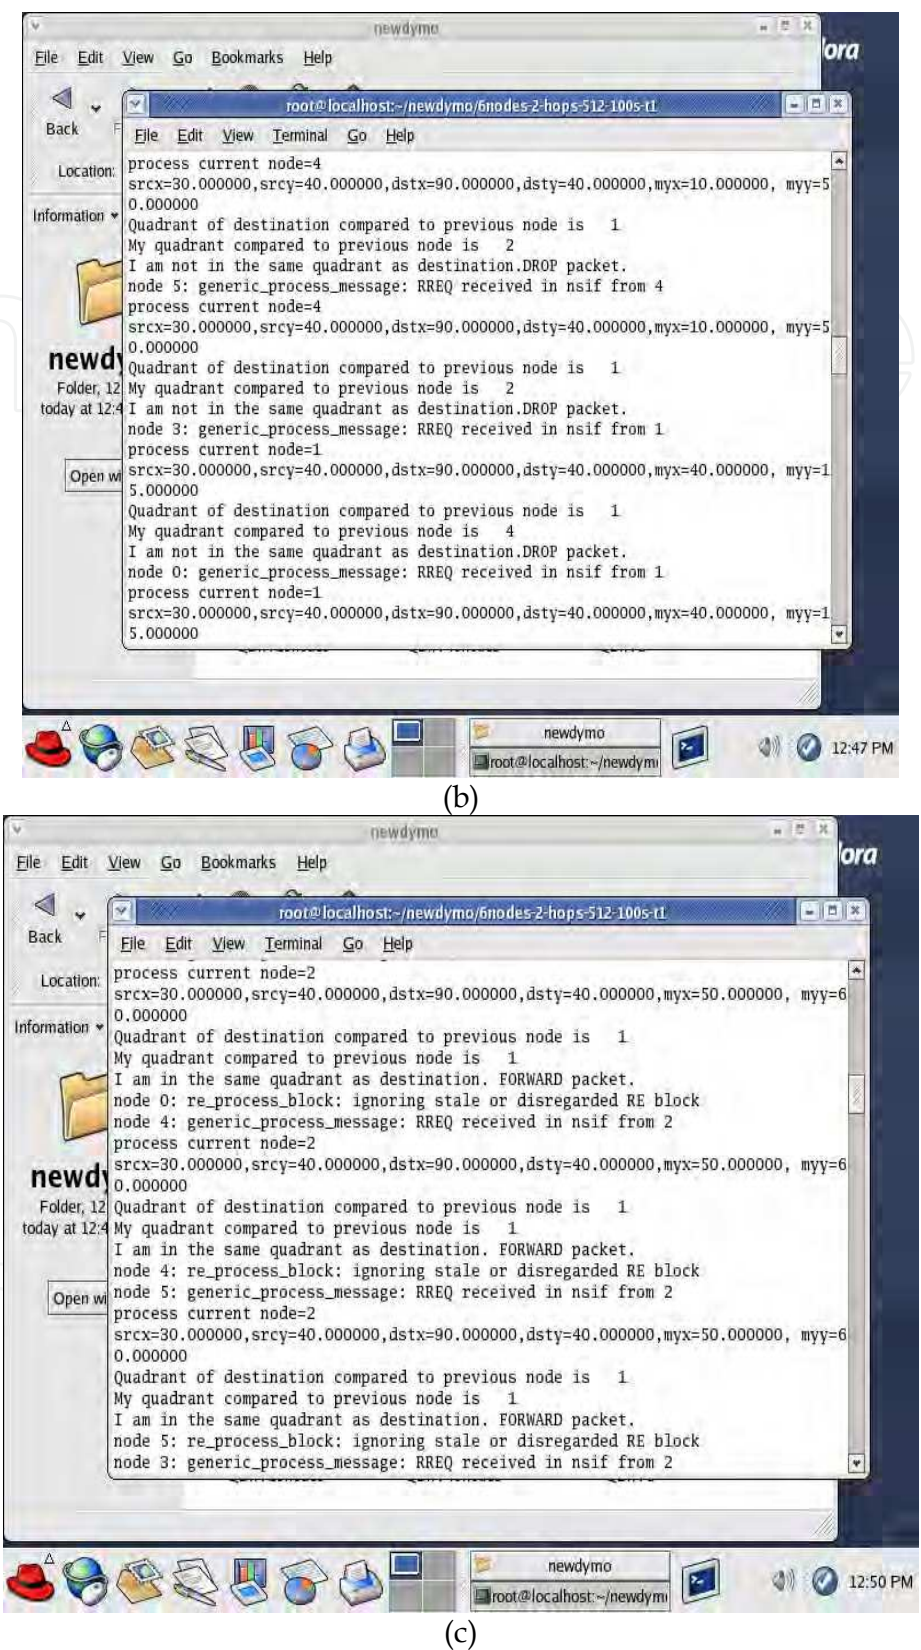 newdymo
File Edit View Go Bookmarks Help
ora
root@localhost:~/newdymo/6nodes-2-hops-512-100s-t1
Back
File Edit View Terminal Go Help
Location:
Information
newdy
Folder, 12
today at 12:4
Open wi
process current node=4
srcx=30.000000,srcy=40.000000,dstx=90.000000,dsty=40.000000,myx=10.000000, myy=5
0.000000
Quadrant of destination compared to previous node is 1
My quadrant compared to previous node is 2
I am not in the same quadrant as destination.DROP packet.
node 5: generic_process_message: RREQ received in nsif from 4
process current node=4
srcx=30.000000,srcy=40.000000,dstx=90.000000,dsty=40.000000,myx=10.000000, myy=5
0.000000
Quadrant of destination compared to previous node is 1
My quadrant compared to previous node is 2
I am not in the same quadrant as destination.DROP packet.
node 3: generic_process_message: RREQ received in nsif from 1
process current node=1
srcx=30.000000,srcy=40.000000,dstx=90.000000,dsty=40.000000,myx=40.000000, myy=1
5.000000
Quadrant of destination compared to previous node is 1
My quadrant compared to previous node is 4
I am not in the same quadrant as destination.DROP packet.
node 0: generic_process_message: RREQ received in nsif from 1
process current node=1
srcx=30.000000,srcy=40.000000,dstx=90.000000,dsty=40.000000,myx=40.000000, myy=1
5.000000
newdymo
root@localhost:~/newdym
12:47 PM
(b)
newdymo
File Edit View Go Bookmarks Help
ora
root@localhost:~/newdymo/6nodes-2-hops-512-100s-t1
Back
File Edit View Terminal Go Help
Location:
Information
newdy
Folder, 12
today at 12:4
Open wi
process current node=2
srcx=30.000000,srcy=40.000000,dstx=90.000000,dsty=40.000000,myx=50.000000, myy=6
0.000000
Quadrant of destination compared to previous node is 1
My quadrant compared to previous node is 1
I am in the same quadrant as destination. FORWARD packet.
node 0: re_process_block: ignoring stale or disregarded RE block
node 4: generic_process_message: RREQ received in nsif from 2
process current node=2
srcx=30.000000,srcy=40.000000,dstx=90.000000,dsty=40.000000,myx=50.000000, myy=6
0.000000
Quadrant of destination compared to previous node is 1
My quadrant compared to previous node is 1
I am in the same quadrant as destination. FORWARD packet.
node 4: re_process_block: ignoring stale or disregarded RE block
node 5: generic_process_message: RREQ received in nsif from 2
process current node=2
srcx=30.000000,srcy=40.000000,dstx=90.000000,dsty=40.000000,myx=50.000000, myy=6
0.000000
Quadrant of destination compared to previous node is 1
My quadrant compared to previous node is 1
I am in the same quadrant as destination. FORWARD packet.
node 5: re_process_block: ignoring stale or disregarded RE block
node 3: generic_process_message: RREQ received in nsif from 2
newdymo
root@localhost:~/newdym
12:50 PM
(c)